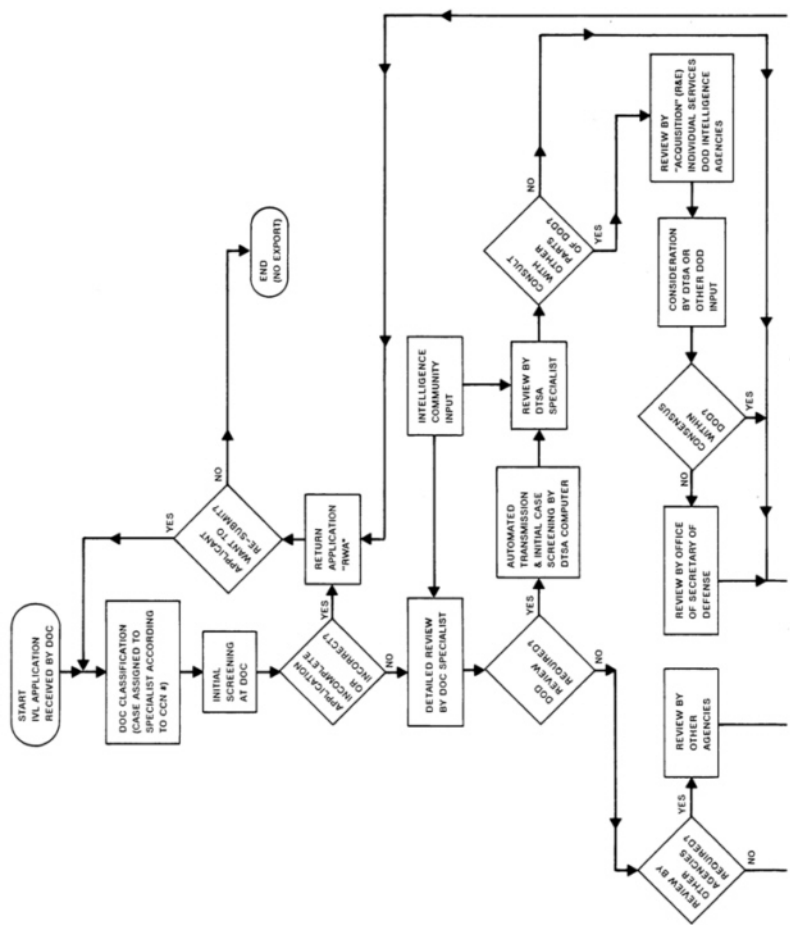 START
IVL APPLICATION
RECEIVED BY DOC
DOC CLASSIFICATION
(CASE ASSIGNED TO
SPECIALIST ACCORDING
TO CCN #)
INITIAL
SCREENING
AT DOC
APPLICATION
INCOMPLETE
OR
INCORRECT?
YES
NO
RETURN
APPLICATION
"RWA"
APPLICANT
WANT TO
RE-SUBMIT?
YES
NO
END
(NO EXPORT)
DETAILED REVIEW
BY DOC SPECIALIST
INTELLIGENCE
COMMUNITY
INPUT
DOD
REVIEW
REQUIRED?
YES
NO
AUTOMATED
TRANSMISSION
& INITIAL CASE
SCREENING BY
DTSA COMPUTER
REVIEW BY
DTSA
SPECIALIST
CONSULT
WITH
OTHER
PARTS
OF DOD?
NO
YES
REVIEW BY
"ACQUISITION" (R&E)
INDIVIDUAL SERVICES
DOD INTELLIGENCE
AGENCIES
CONSIDERATION
BY DTSA OR
OTHER DOD
INPUT
CONSENSUS
WITHIN
DOD?
YES
NO
REVIEW BY OFFICE
OF SECRETARY OF
DEFENSE
REVIEW BY
OTHER
AGENCIES
REQUIRED?
YES
NO
REVIEW BY
OTHER
AGENCIES